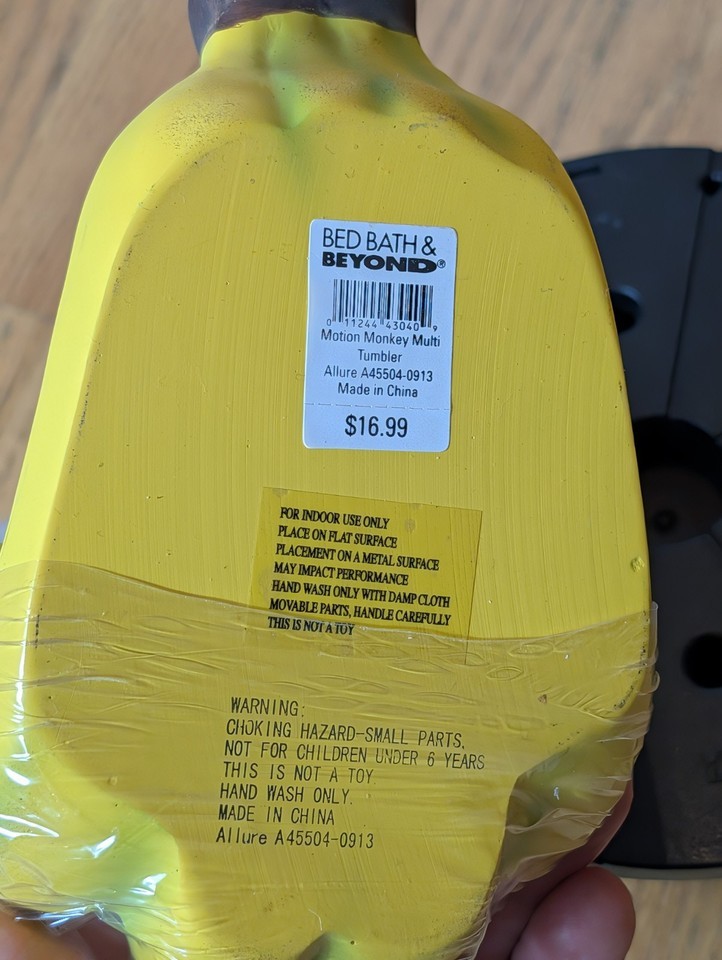 BED BATH &
BEYOND®
0 11244 43040 9
Motion Monkey Multi
Tumbler
Allure A45504-0913
Made in China
$16.99
FOR INDOOR USE ONLY
PLACE ON FLAT SURFACE
PLACEMENT ON A METAL SURFACE
MAY IMPACT PERFORMANCE
HAND WASH ONLY WITH DAMP CLOTH
MOVABLE PARTS, HANDLE CAREFULLY
THIS IS NOT A TOY
WARNING:
CHOKING HAZARD-SMALL PARTS,
NOT FOR CHILDREN UNDER 6 YEARS
THIS IS NOT A TOY.
HAND WASH ONLY.
MADE IN CHINA
Allure A45504-0913